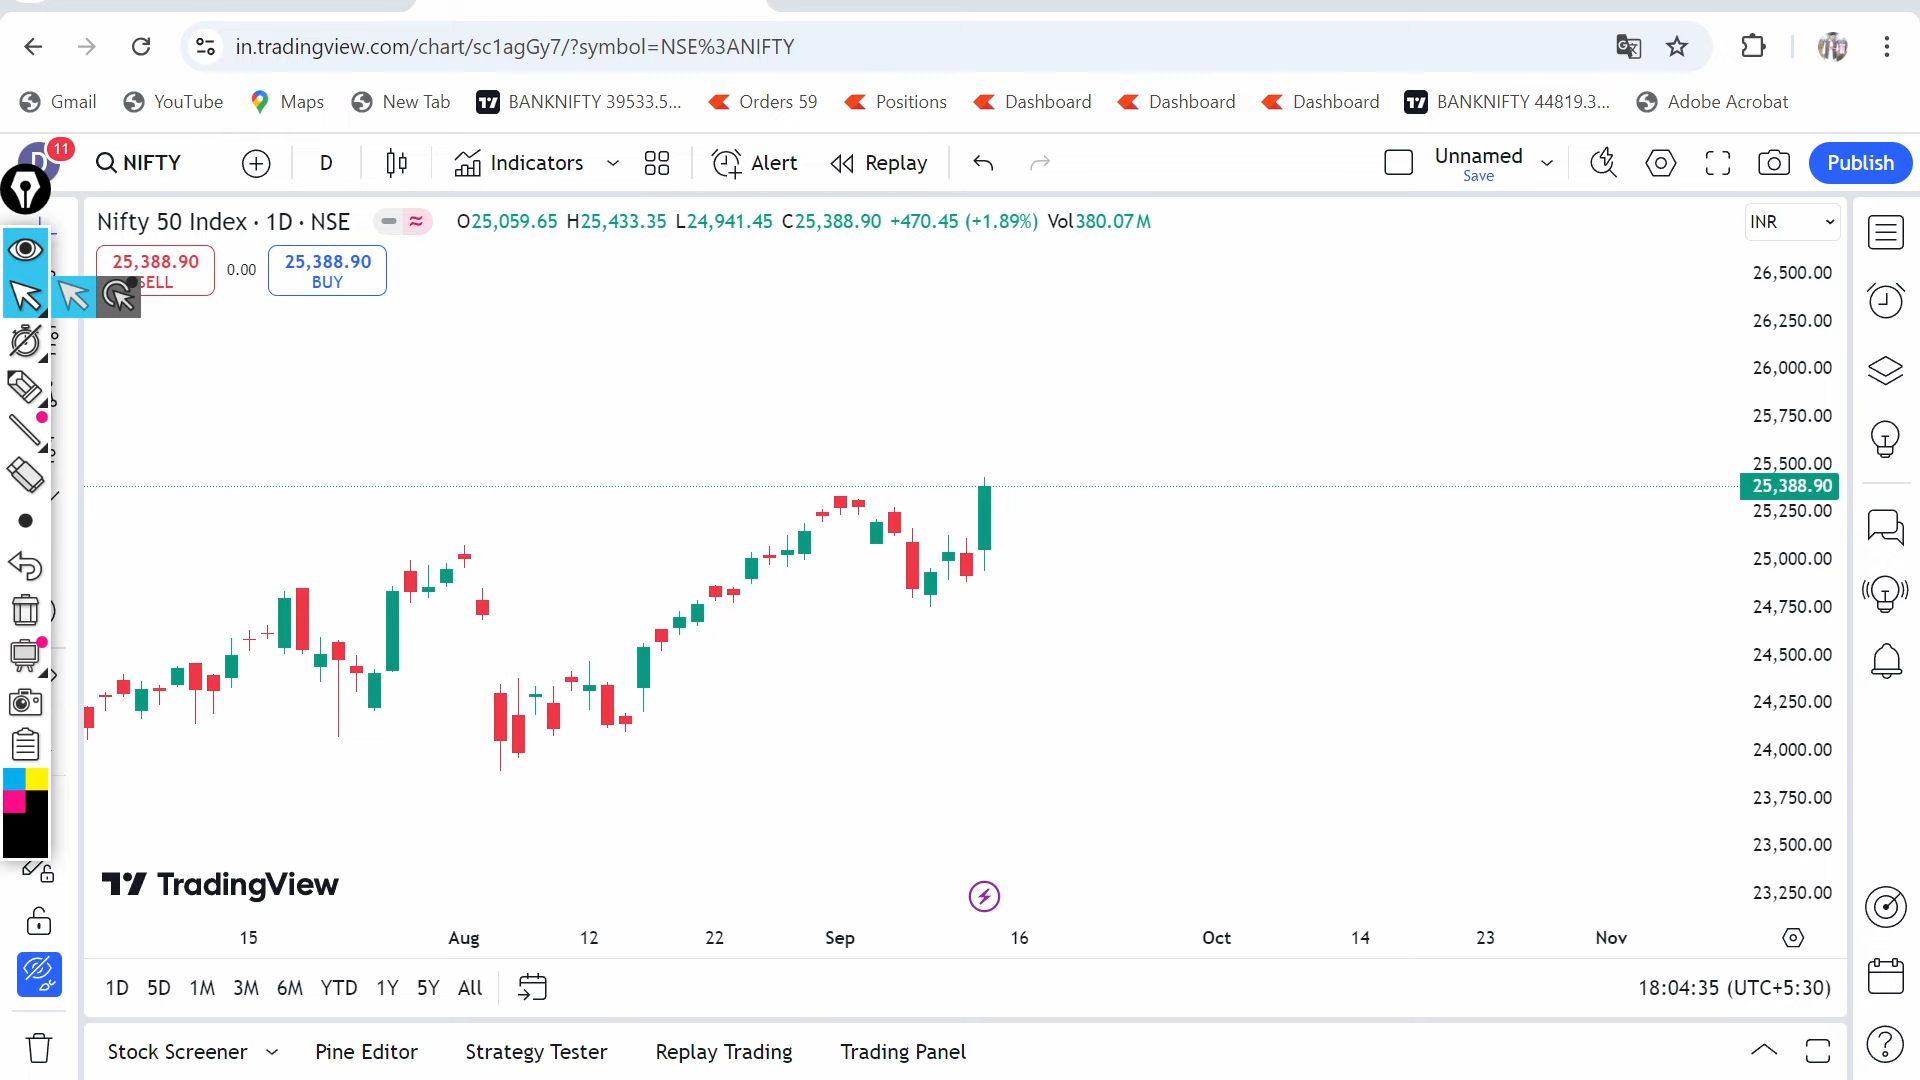 in.tradingview.com/chart/sc1agGy7/?symbol=NSE%3ANIFTY
Gmail YouTube Maps New Tab BANKNIFTY 39533.5... Orders 59 Positions Dashboard Dashboard Dashboard BANKNIFTY 44819.3... Adobe Acrobat
11
NIFTY D Indicators Alert Replay Unnamed Save Publish
Nifty 50 Index · 1D · NSE O25,059.65 H25,433.35 L24,941.45 C25,388.90 +470.45 (+1.89%) Vol380.07M INR
25,388.90 0.00 25,388.90
SELL BUY
26,500.00
26,250.00
26,000.00
25,750.00
25,500.00
25,388.90
25,250.00
25,000.00
24,750.00
24,500.00
24,250.00
24,000.00
23,750.00
23,500.00
23,250.00
TradingView
15 Aug 12 22 Sep 16 Oct 14 23 Nov
1D 5D 1M 3M 6M YTD 1Y 5Y All 18:04:35 (UTC+5:30)
Stock Screener Pine Editor Strategy Tester Replay Trading Trading Panel